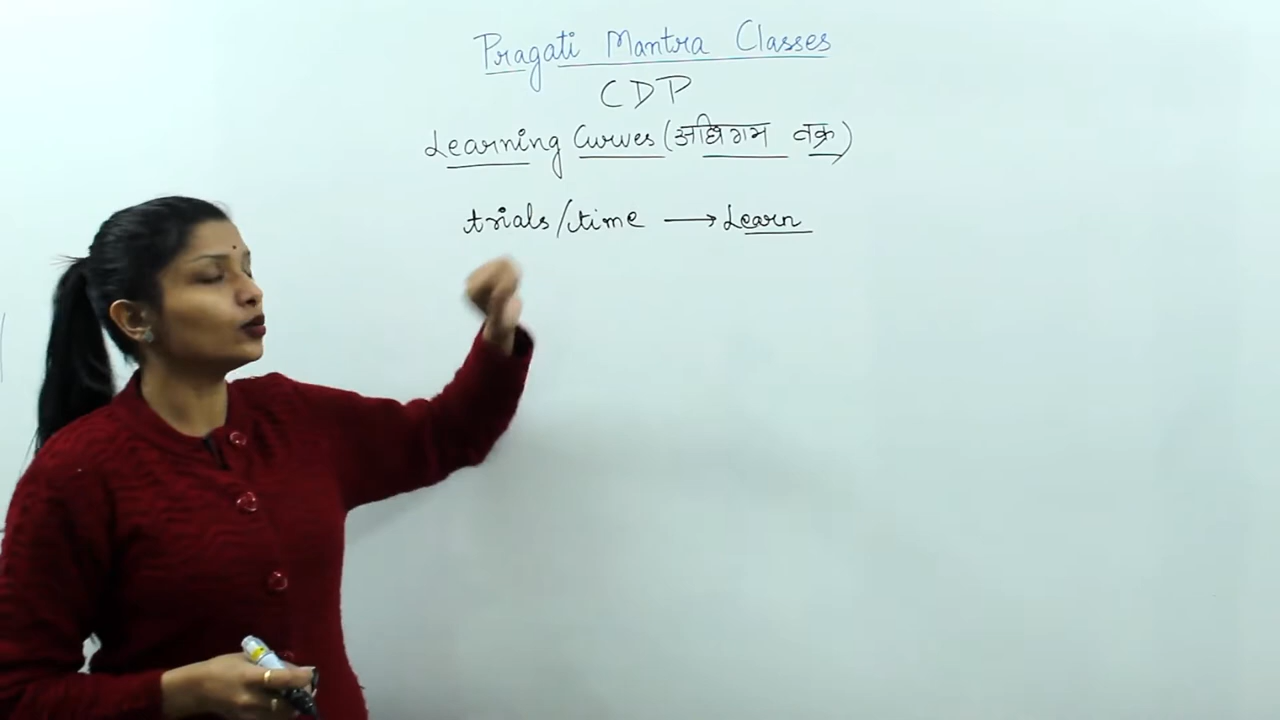 Pragati Mantra Classes
CDP
Learning Curves (अधिगम वक्र)
trials/time → Learn